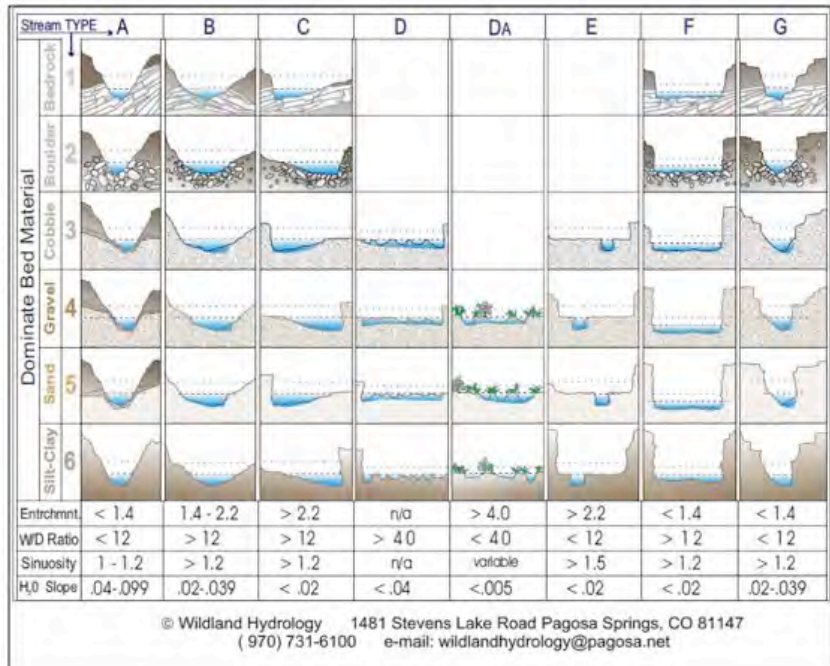 Stream TYPE A B C D DA E F G
Dominate Bed Material
Bedrock 1
Boulder 2
Cobble 3
Gravel 4
Sand 5
Silt-Clay 6
Entrchmnt. < 1.4 1.4 - 2.2 > 2.2 n/a > 4.0 > 2.2 < 1.4 < 1.4
W/D Ratio < 12 > 12 > 12 > 40 < 40 < 12 > 12 < 12
Sinuosity 1 - 1.2 > 1.2 > 1.2 n/a variable > 1.5 > 1.2 > 1.2
H₂0 Slope .04-.099 .02-.039 < .02 < .04 <.005 < .02 < .02 .02-.039
© Wildland Hydrology 1481 Stevens Lake Road Pagosa Springs, CO 81147
( 970) 731-6100 e-mail: wildlandhydrology@pagosa.net